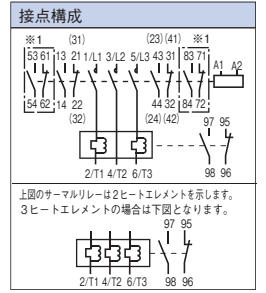 接点構成
※1 (31) (23)(41) ※1
53 61 13 21 1/L1 3/L2 5/L3 43 31 83 71 A1 A2
54 62 14 22 44 32 84 72
(32) (24)(42)
97 95
2/T1 4/T2 6/T3 98 96
上図のサーマルリレーは2ヒートエレメントを示します。
3ヒートエレメントの場合は下図となります。
97 95
2/T1 4/T2 6/T3 98 96